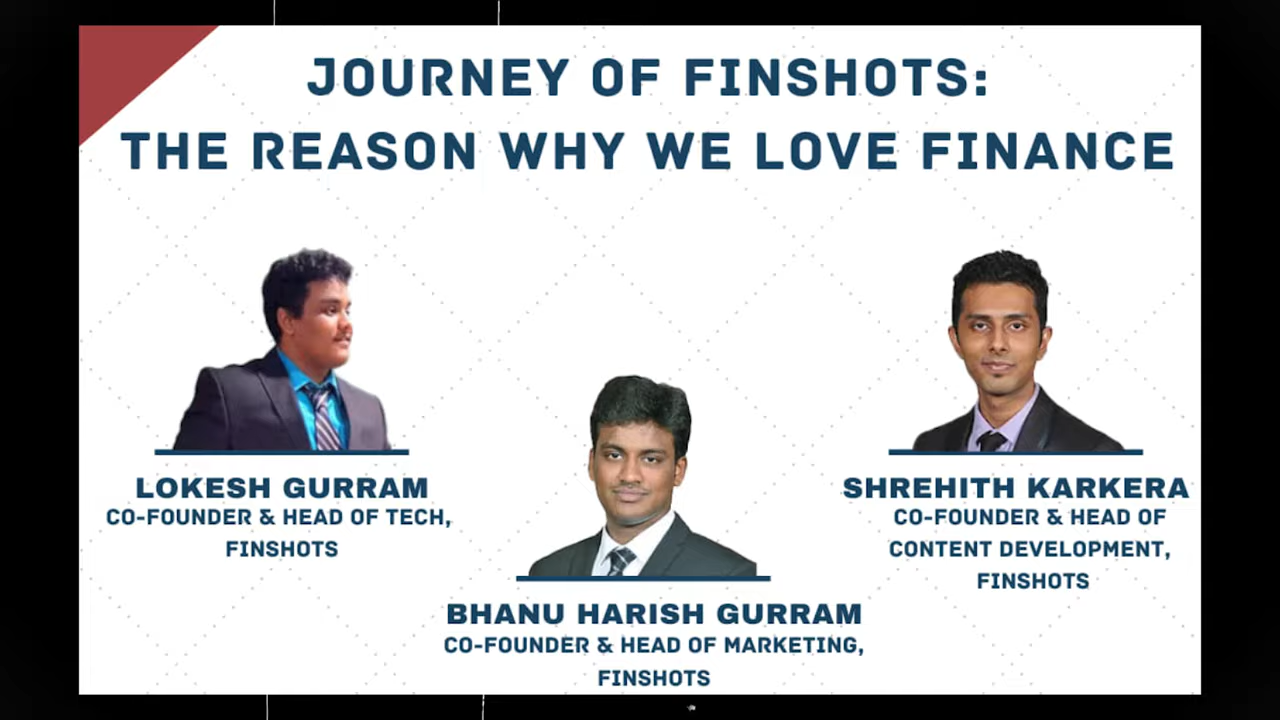 JOURNEY OF FINSHOTS:
THE REASON WHY WE LOVE FINANCE
LOKESH GURRAM
CO-FOUNDER & HEAD OF TECH,
FINSHOTS
BHANU HARISH GURRAM
CO-FOUNDER & HEAD OF MARKETING,
FINSHOTS
SHREHITH KARKERA
CO-FOUNDER & HEAD OF
CONTENT DEVELOPMENT,
FINSHOTS